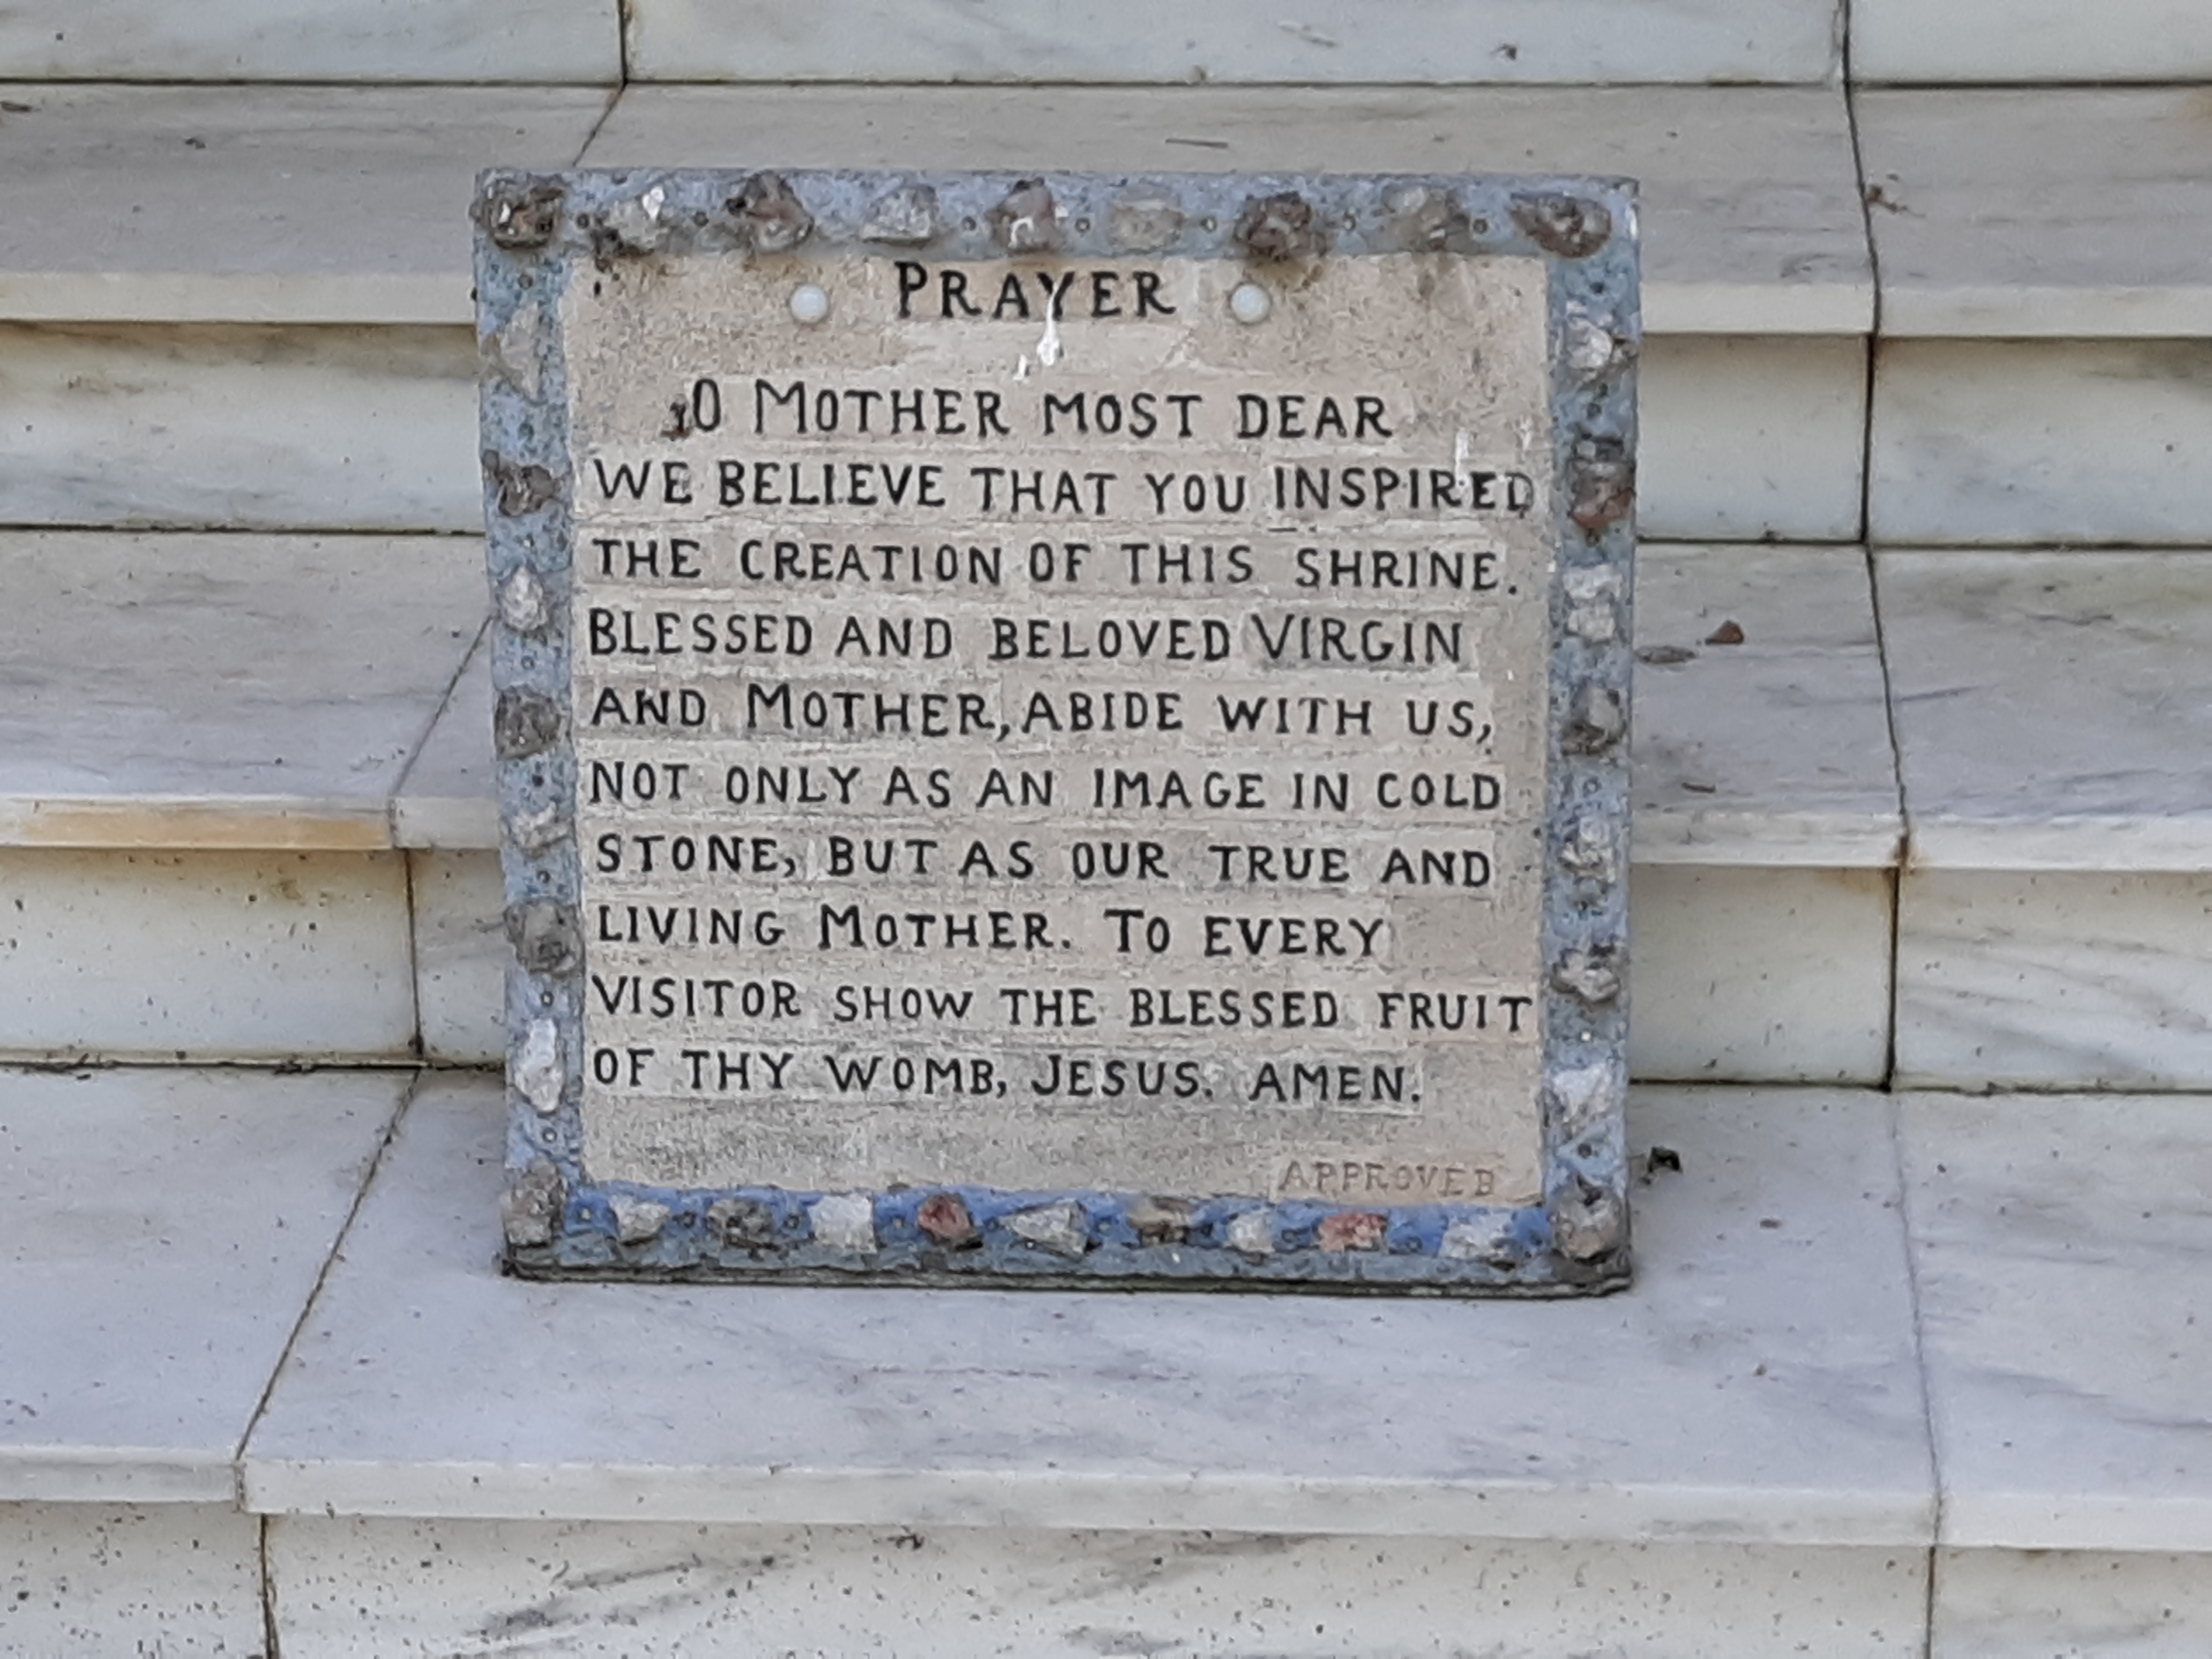 PRAYER
O MOTHER MOST DEAR
WE BELIEVE THAT YOU INSPIRED
THE CREATION OF THIS SHRINE.
BLESSED AND BELOVED VIRGIN
AND MOTHER, ABIDE WITH US,
NOT ONLY AS AN IMAGE IN COLD
STONE, BUT AS OUR TRUE AND
LIVING MOTHER. TO EVERY
VISITOR SHOW THE BLESSED FRUIT
OF THY WOMB, JESUS. AMEN.
APPROVED